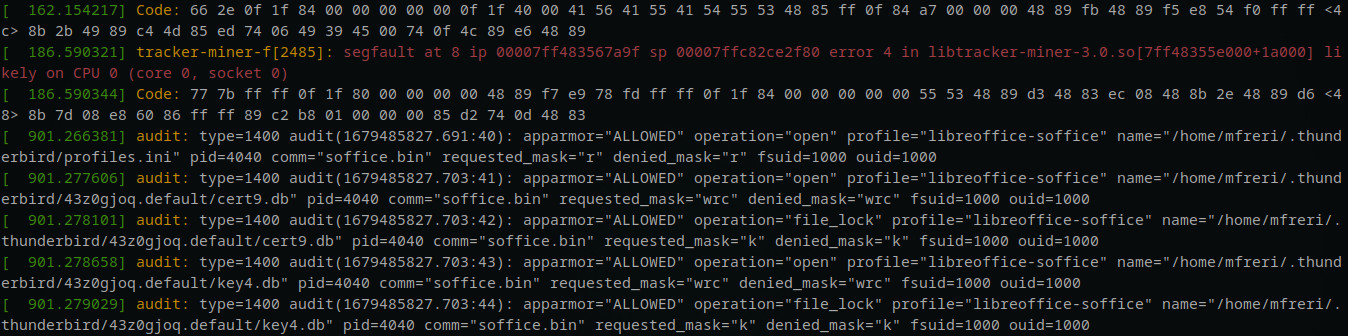 [  162.154217] Code: 66 2e 0f 1f 84 00 00 00 00 00 0f 1f 40 00 41 56 41 55 41 54 55 53 48 85 ff 0f 84 a7 00 00 00 48 89 fb 48 89 f5 e8 54 f0 ff ff <4
c> 8b 2b 49 89 c4 4d 85 ed 74 06 49 39 45 00 74 0f 4c 89 e6 48 89
[  186.590321] tracker-miner-f[2485]: segfault at 8 ip 00007ff483567a9f sp 00007ffc82ce2f80 error 4 in libtracker-miner-3.0.so[7ff48355e000+1a000] li
kely on CPU 0 (core 0, socket 0)
[  186.590344] Code: 77 7b ff ff 0f 1f 80 00 00 00 00 48 89 f7 e9 78 fd ff ff 0f 1f 84 00 00 00 00 00 55 53 48 89 d3 48 83 ec 08 48 8b 2e 48 89 d6 <4
8> 8b 7d 08 e8 60 86 ff ff 89 c2 b8 01 00 00 00 85 d2 74 0d 48 83
[  901.266381] audit: type=1400 audit(1679485827.691:40): apparmor="ALLOWED" operation="open" profile="libreoffice-soffice" name="/home/mfreri/.thund
erbird/profiles.ini" pid=4040 comm="soffice.bin" requested_mask="r" denied_mask="r" fsuid=1000 ouid=1000
[  901.277606] audit: type=1400 audit(1679485827.703:41): apparmor="ALLOWED" operation="open" profile="libreoffice-soffice" name="/home/mfreri/.thund
erbird/43z0gjoq.default/cert9.db" pid=4040 comm="soffice.bin" requested_mask="wrc" denied_mask="wrc" fsuid=1000 ouid=1000
[  901.278101] audit: type=1400 audit(1679485827.703:42): apparmor="ALLOWED" operation="file_lock" profile="libreoffice-soffice" name="/home/mfreri/.
thunderbird/43z0gjoq.default/cert9.db" pid=4040 comm="soffice.bin" requested_mask="k" denied_mask="k" fsuid=1000 ouid=1000
[  901.278658] audit: type=1400 audit(1679485827.703:43): apparmor="ALLOWED" operation="open" profile="libreoffice-soffice" name="/home/mfreri/.thund
erbird/43z0gjoq.default/key4.db" pid=4040 comm="soffice.bin" requested_mask="wrc" denied_mask="wrc" fsuid=1000 ouid=1000
[  901.279029] audit: type=1400 audit(1679485827.703:44): apparmor="ALLOWED" operation="file_lock" profile="libreoffice-soffice" name="/home/mfreri/.
thunderbird/43z0gjoq.default/key4.db" pid=4040 comm="soffice.bin" requested_mask="k" denied_mask="k" fsuid=1000 ouid=1000